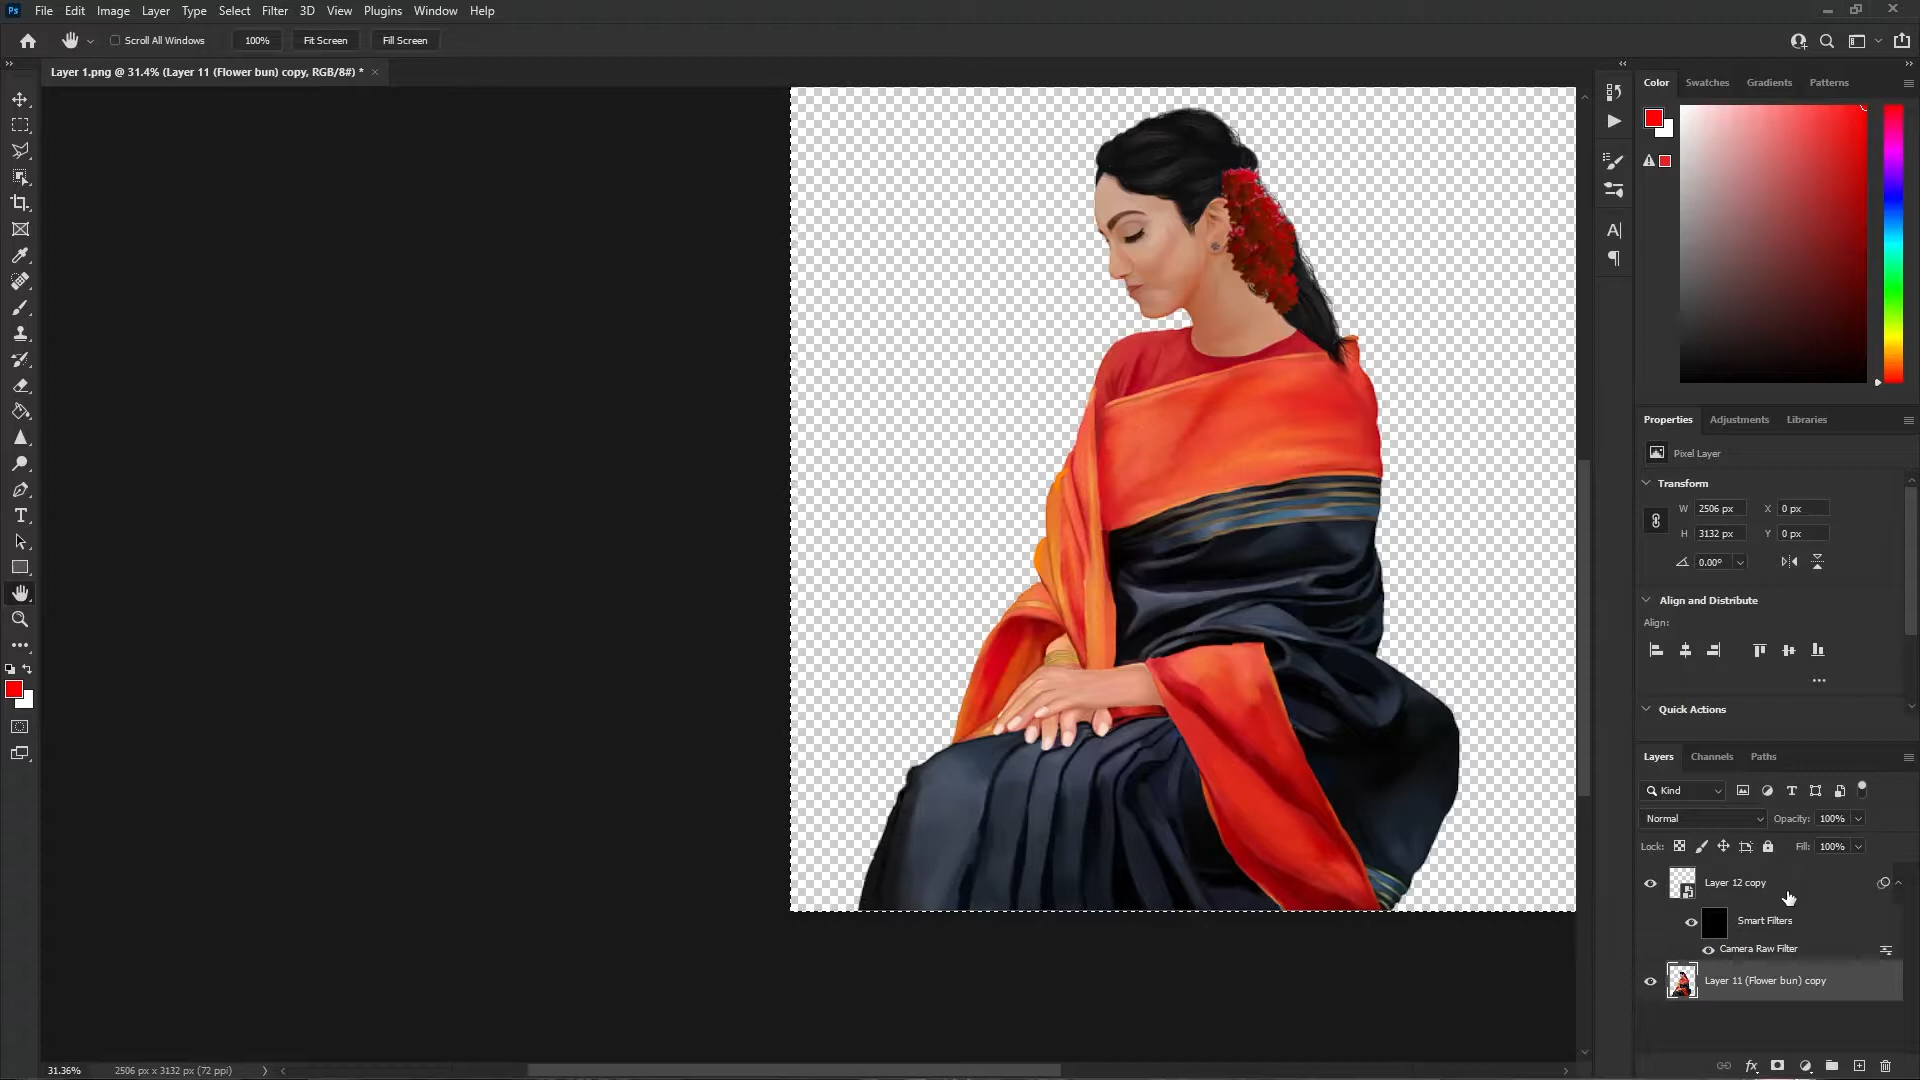 Ps File Edit Image Layer Type Select Filter 3D View Plugins Window Help
Scroll All Windows 100% Fit Screen Fill Screen
Layer 1.png @ 31.4% (Layer 11 (Flower bun) copy, RGB/8#) * ×
Color Swatches Gradients Patterns
Properties Adjustments Libraries
Pixel Layer
Transform
W 2506 px X 0 px
H 3132 px Y 0 px
0.00°
Align and Distribute
Align:
Quick Actions
Layers Channels Paths
Kind
Normal Opacity: 100%
Lock: Fill: 100%
Layer 12 copy
Smart Filters
Camera Raw Filter
Layer 11 (Flower bun) copy
31.36% 2506 px x 3132 px (72 ppi)